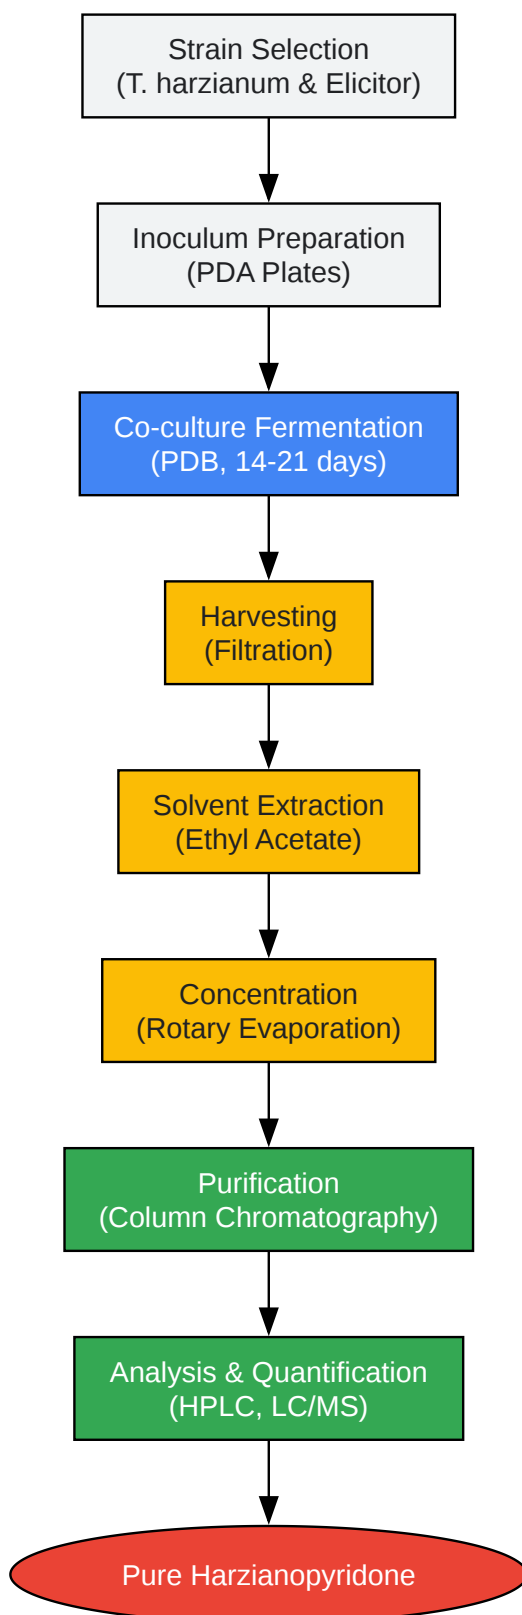 Strain Selection
(T. harzianum & Elicitor)
Inoculum Preparation
(PDA Plates)
Co-culture Fermentation
(PDB, 14-21 days)
Harvesting
(Filtration)
Solvent Extraction
(Ethyl Acetate)
Concentration
(Rotary Evaporation)
Purification
(Column Chromatography)
Analysis & Quantification
(HPLC, LC/MS)
Pure Harzianopyridone